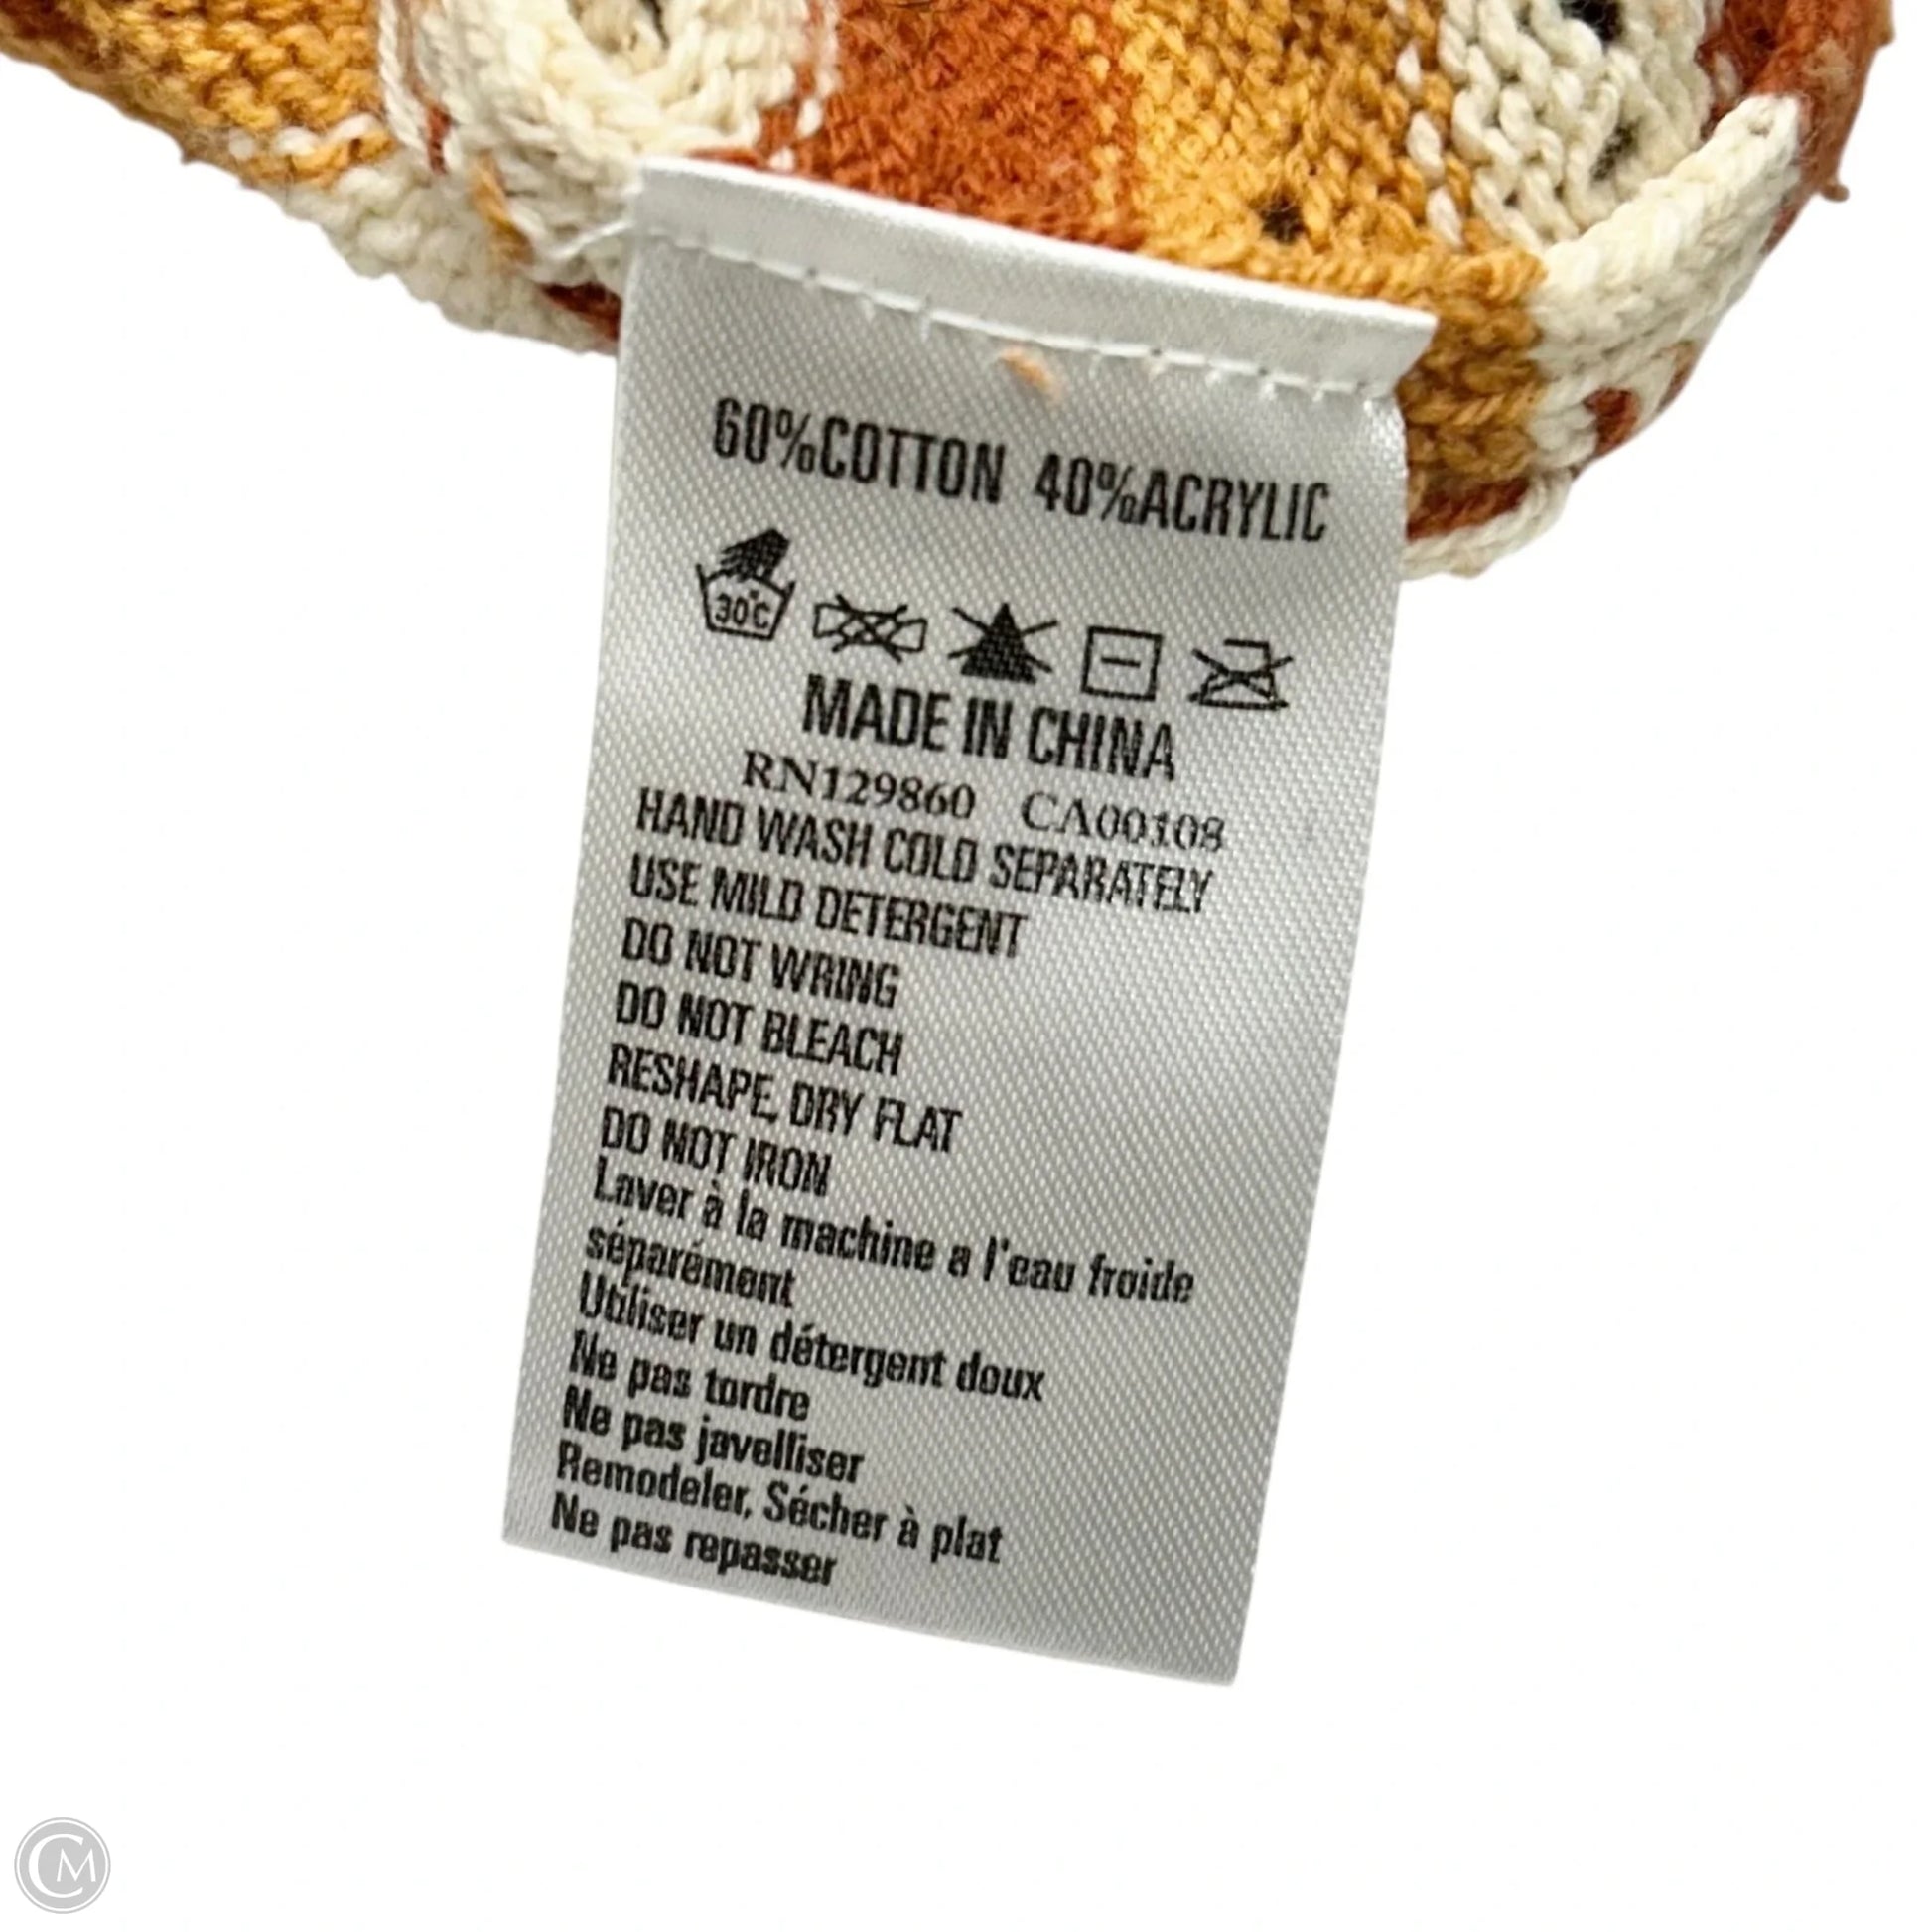 60%COTTON 40%ACRYLIC
30°C
MADE IN CHINA
RN129860 CA00108
HAND WASH COLD SEPARATELY
USE MILD DETERGENT
DO NOT WRING
DO NOT BLEACH
RESHAPE, DRY FLAT
DO NOT IRON
Laver à la machine a l'eau froide
séparément
Utiliser un détergent doux
Ne pas tordre
Ne pas javelliser
Remodeler, Sécher à plat
Ne pas repasser
CM